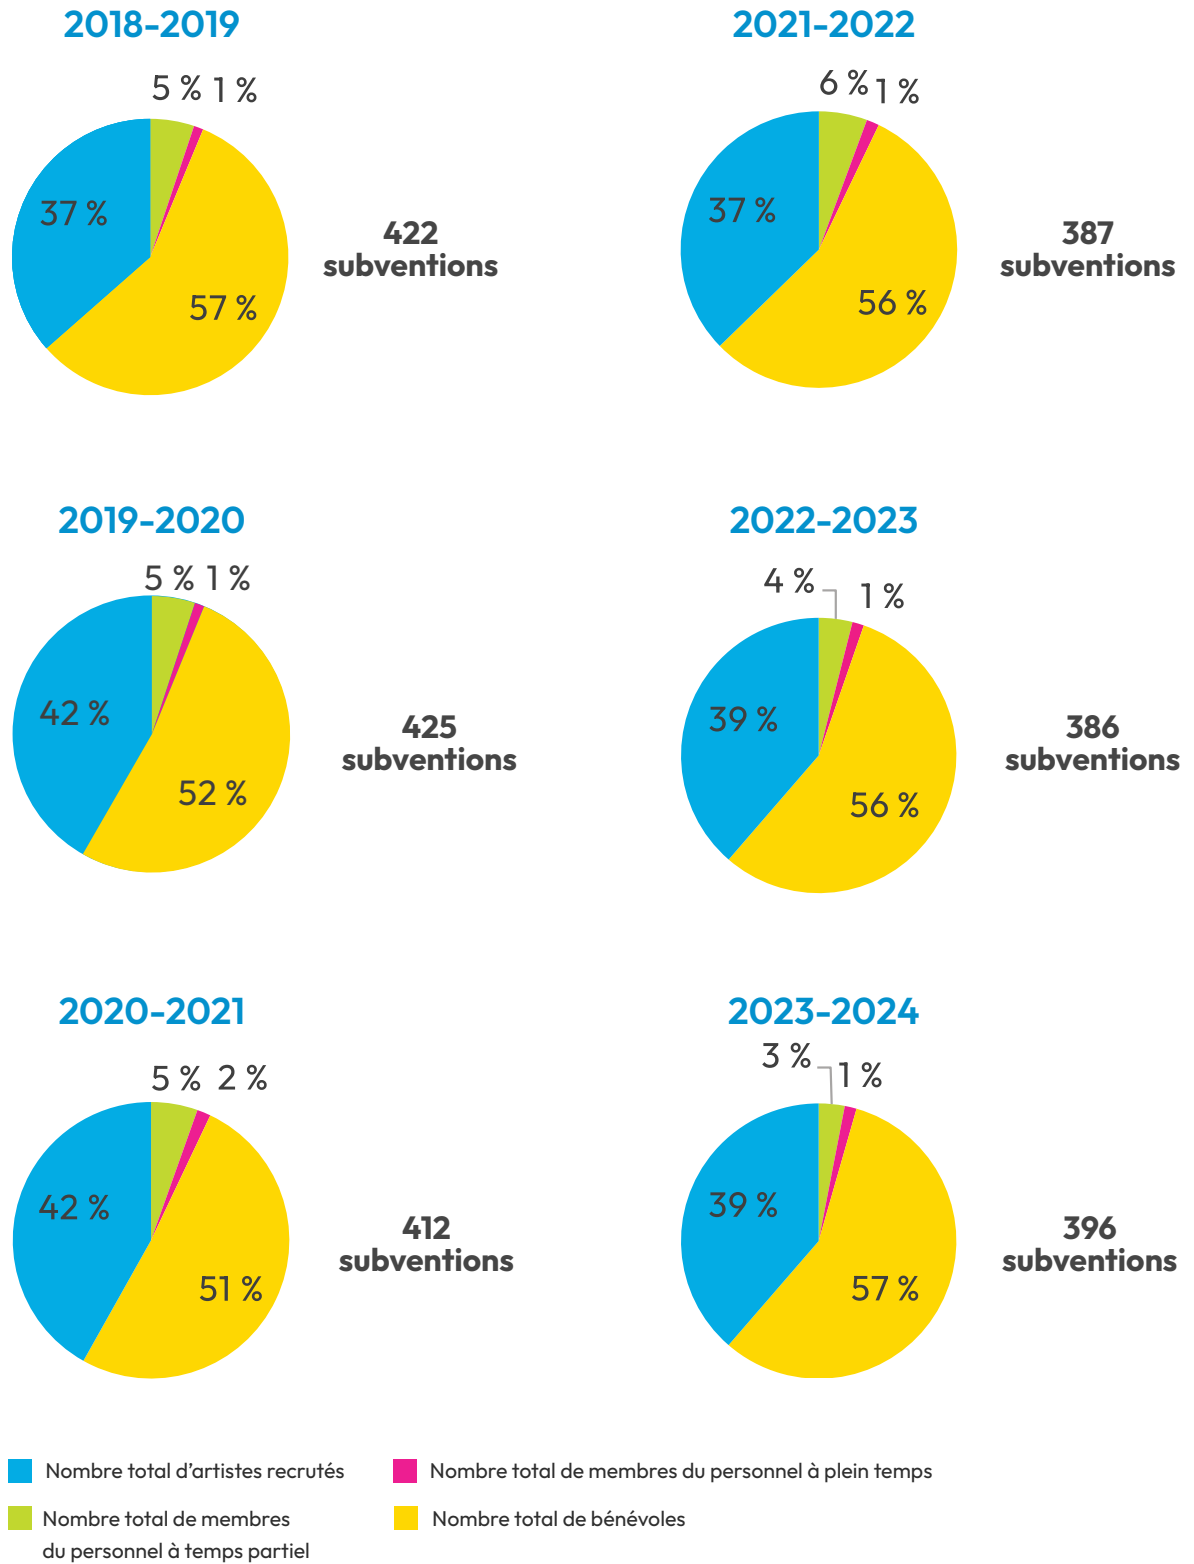 2018-2019
5 % 1 %
37 %
57 %
422
subventions
2021-2022
6 % 1 %
37 %
56 %
387
subventions
2019-2020
5 % 1 %
42 %
52 %
425
subventions
2022-2023
4 % 1 %
39 %
56 %
386
subventions
2020-2021
5 % 2 %
42 %
51 %
412
subventions
2023-2024
3 % 1 %
39 %
57 %
396
subventions
Nombre total d’artistes recrutés
Nombre total de membres du personnel à plein temps
Nombre total de membres
du personnel à temps partiel
Nombre total de bénévoles